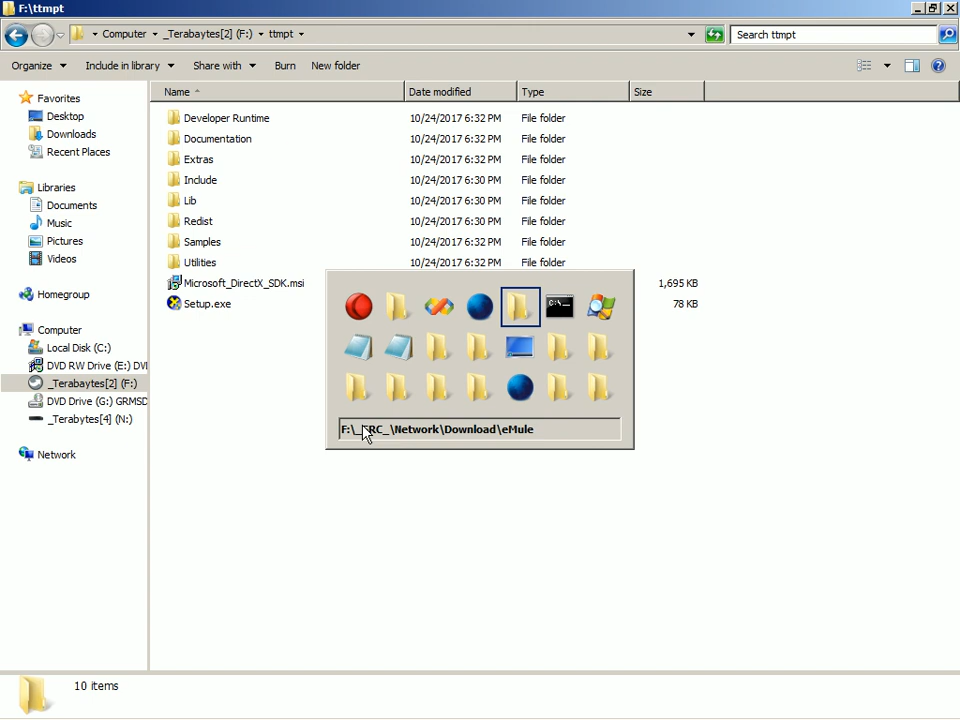 F:\ttmpt
Computer _Terabaytes[2] (F:) ttmpt
Search ttmpt
Organize Include in library Share with Burn New folder
Name Date modified Type Size
Favorites
Desktop
Downloads
Recent Places
Libraries
Documents
Music
Pictures
Videos
Homegroup
Computer
Local Disk (C:)
DVD RW Drive (E:) DVI
_Terabaytes[2] (F:)
DVD Drive (G:) GRMSD
_Terabytes[4] (N:)
Network
Developer Runtime 10/24/2017 6:32 PM File folder
Documentation 10/24/2017 6:32 PM File folder
Extras 10/24/2017 6:32 PM File folder
Include 10/24/2017 6:30 PM File folder
Lib 10/24/2017 6:30 PM File folder
Redist 10/24/2017 6:30 PM File folder
Samples 10/24/2017 6:32 PM File folder
Utilities 10/24/2017 6:32 PM File folder
Microsoft_DirectX_SDK.msi 1,695 KB
Setup.exe 78 KB
C:\_
RC_\Network\Download\eMule
10 items